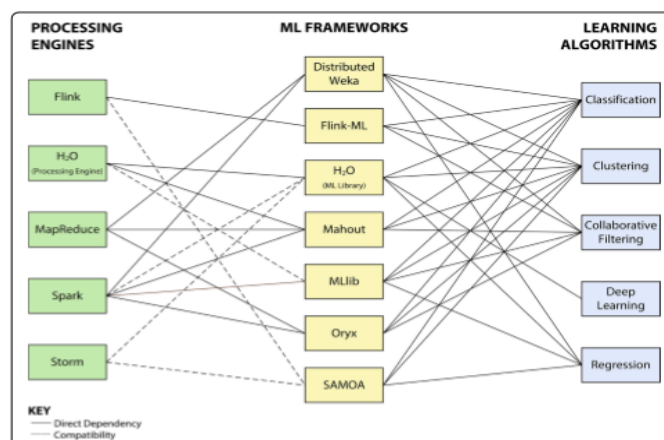 PROCESSING
ENGINES
ML FRAMEWORKS
LEARNING
ALGORITHMS
Flink
H₂O
(Processing Engine)
MapReduce
Spark
Storm
Distributed
Weka
Flink-ML
H₂O
(ML Library)
Mahout
MLlib
Oryx
SAMOA
Classification
Clustering
Collaborative
Filtering
Deep
Learning
Regression
KEY
Direct Dependency
Compatibility